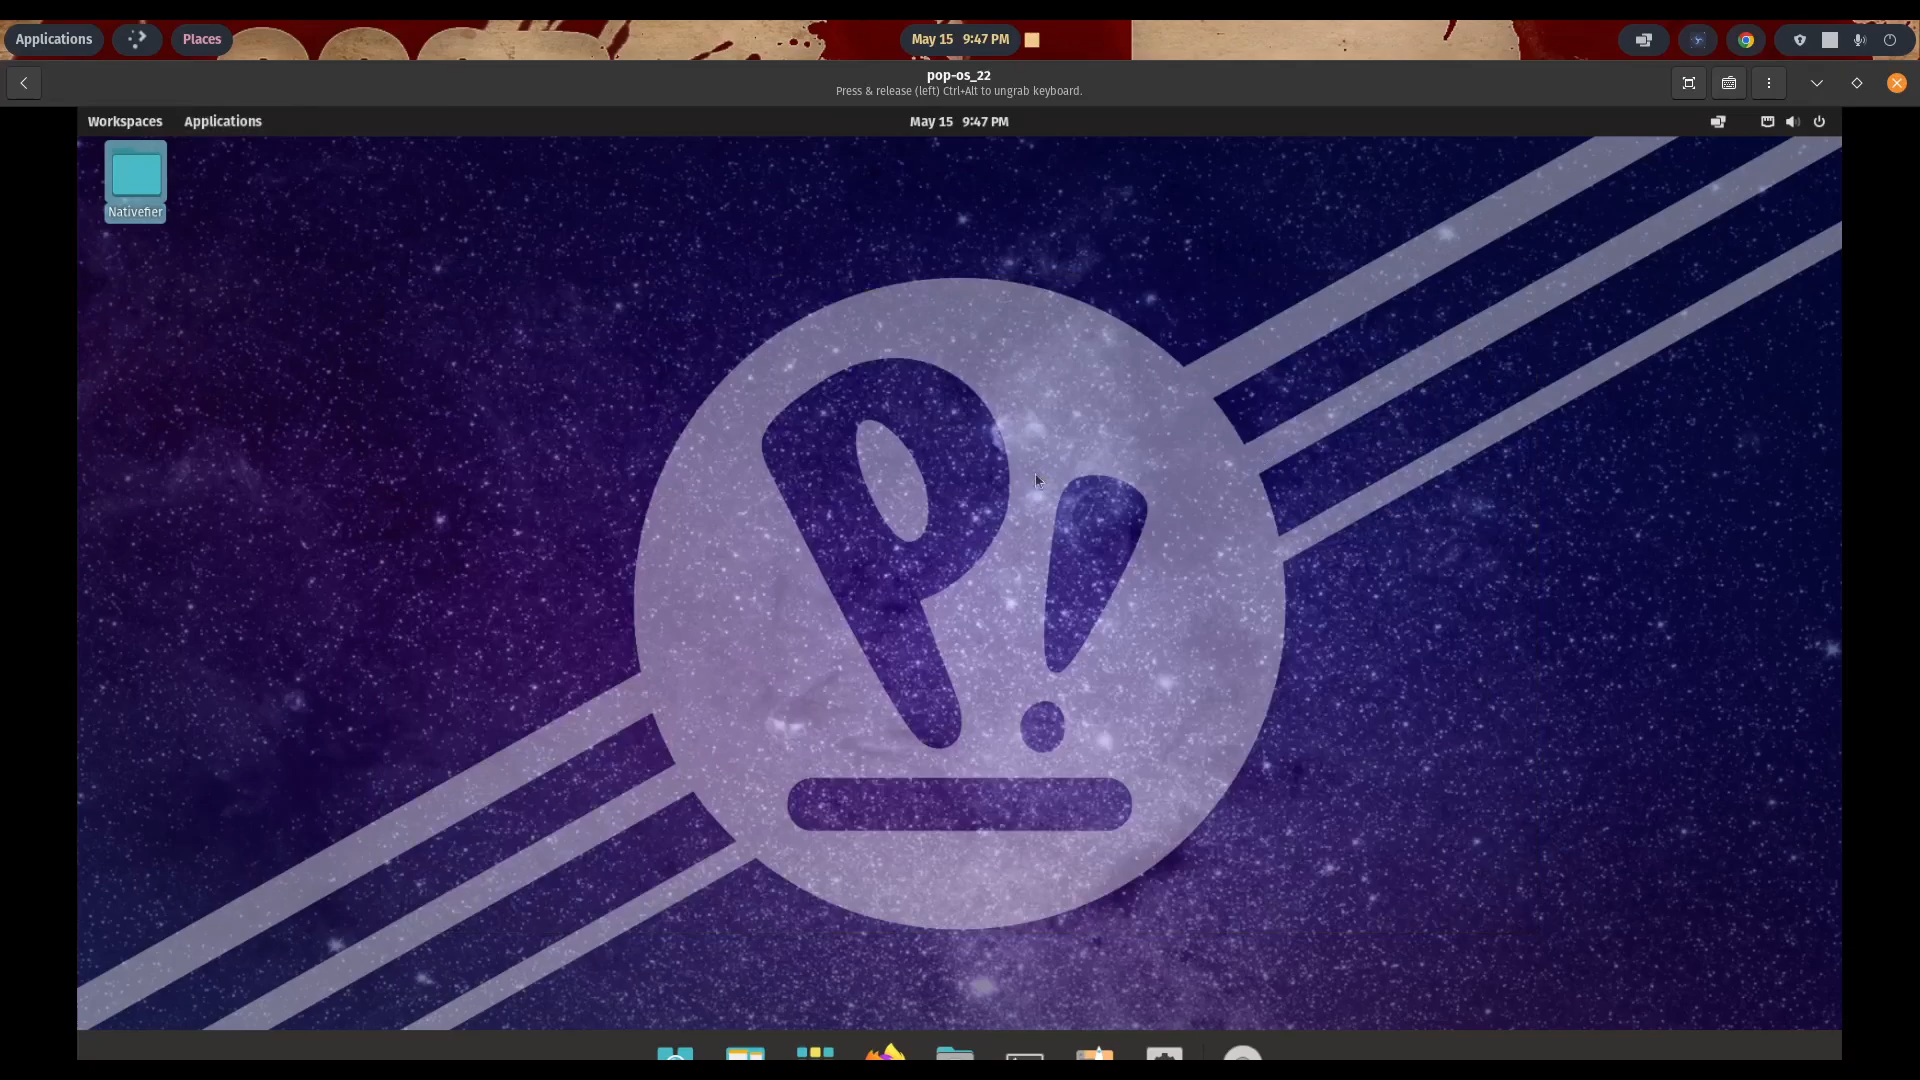 Applications
Places
May 15 9:47 PM
pop-os_22
Press & release (left) Ctrl+Alt to ungrab keyboard.
Workspaces
Applications
May 15 9:47 PM
Nativefier
P!